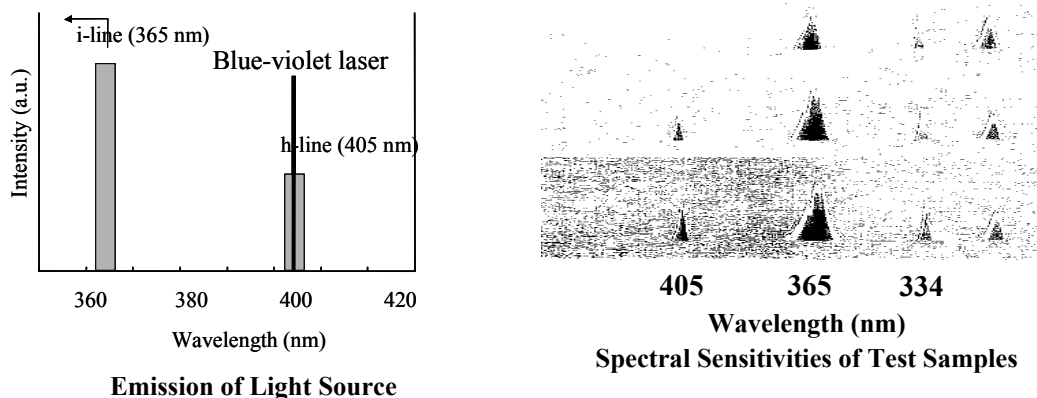 i-line (365 nm)
Blue-violet laser
h-line (405 nm)
Intensity (a.u.)
360 380 400 420
Wavelength (nm)
Emission of Light Source
405 365 334
Wavelength (nm)
Spectral Sensitivities of Test Samples